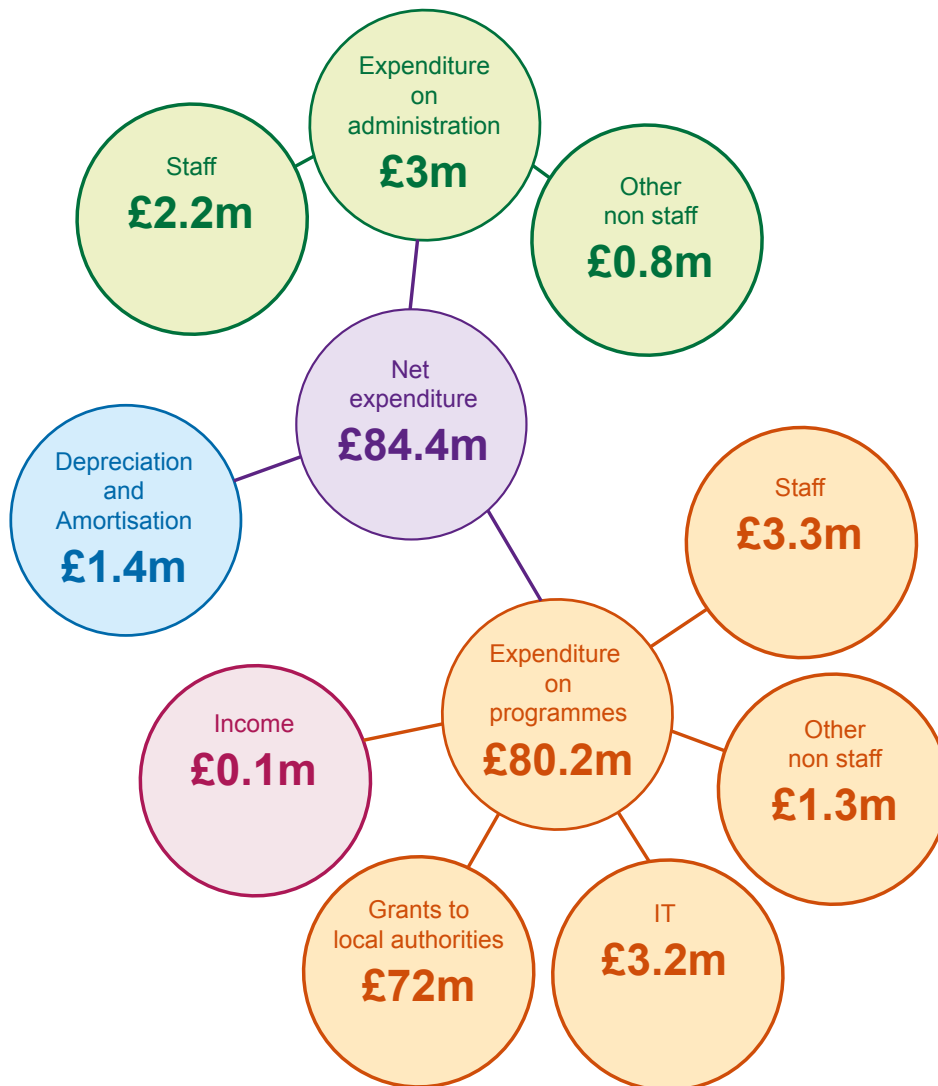 Expenditure
on
administration
£3m
Staff
£2.2m
Other
non staff
£0.8m
Net
expenditure
£84.4m
Depreciation
and
Amortisation
£1.4m
Staff
£3.3m
Expenditure
on
programmes
£80.2m
Income
£0.1m
Other
non staff
£1.3m
Grants to
local authorities
£72m
IT
£3.2m